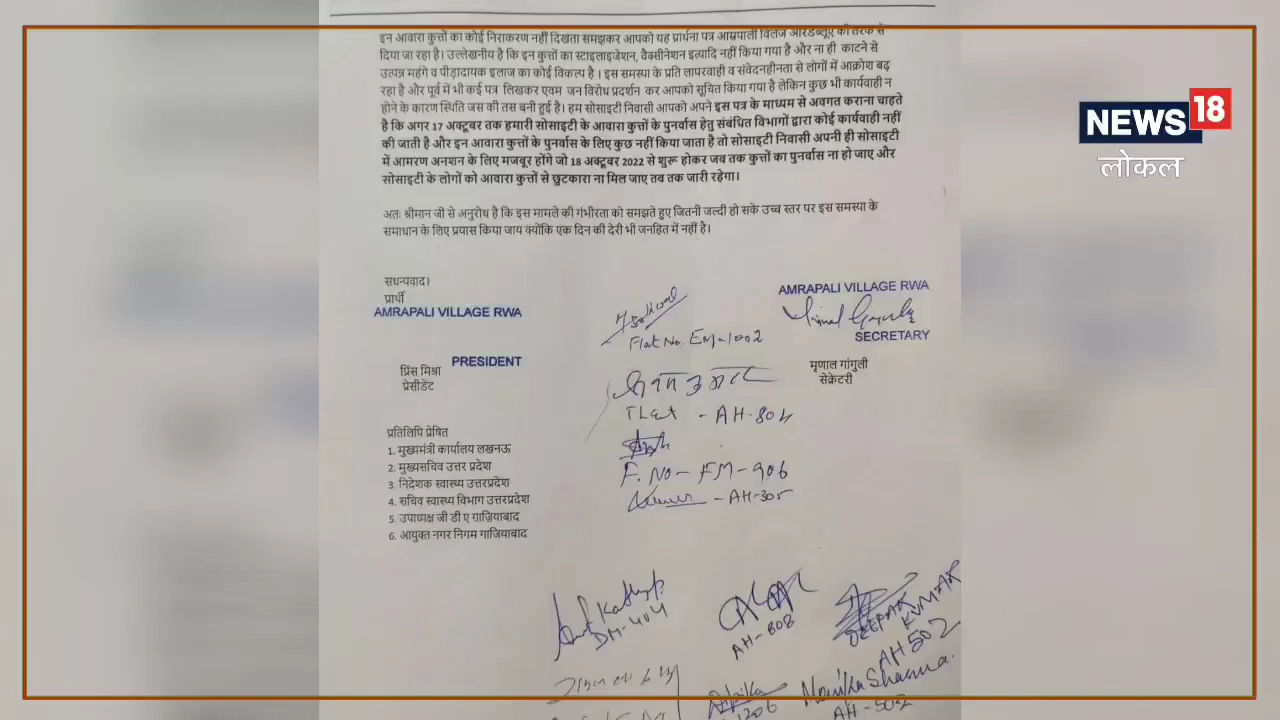 इन आवारा कुत्तों का कोई निराकरण नहीं दिखता समझकर आपको यह प्रार्थना पत्र आम्रपाली विलेज आरडब्लूए की तरफ से
दिया जा रहा है। उल्लेखनीय है कि इन कुत्तों का स्टाइलाइजेशन, वैक्सीनेशन इत्यादि नहीं किया गया है और ना ही काटने से
उत्पन्न महंगे व पीड़ादायक इलाज का कोई विकल्प है । इस समस्या के प्रति लापरवाही व संवेदनहीनता से लोगों में आक्रोश बढ़
रहा है और पूर्व में भी कई पत्र लिखकर एवम जन विरोध प्रदर्शन कर आपको सूचित किया गया है लेकिन कुछ भी कार्यवाही न
होने के कारण स्थिति जस की तस बनी हुई है। हम सोसाइटी निवासी आपको अपने इस पत्र के माध्यम से अवगत कराना चाहते
है कि अगर 17 अक्टूबर तक हमारी सोसाइटी के आवारा कुत्तों के पुनर्वास हेतु संबंधित विभागों द्वारा कोई कार्यवाही नहीं
की जाती है और इन आवारा कुत्तों के पुनर्वास के लिए कुछ नहीं किया जाता है तो सोसाइटी निवासी अपनी ही सोसाइटी
में आमरण अनशन के लिए मजबूर होंगे जो 18 अक्टूबर 2022 से शुरू होकर जब तक कुत्तों का पुनर्वास ना हो जाए और
सोसाइटी के लोगों को आवारा कुत्तों से छुटकारा ना मिल जाए तब तक जारी रहेगा।
NEWS 18
लोकल
अतः श्रीमान जी से अनुरोध है कि इस मामले की गंभीरता को समझते हुए जितनी जल्दी हो सके उच्च स्तर पर इस समस्या के
समाधान के लिए प्रयास किया जाय क्योंकि एक दिन की देरी भी जनहित में नहीं है।
सधन्यवाद।
प्रार्थी
AMRAPALI VILLAGE RWA
PRESIDENT
प्रिंस मिश्रा
प्रेसीडेंट
AMRAPALI VILLAGE RWA
SECRETARY
मृणाल गांगुली
सेक्रेटरी
Flat No. EM-1002
AH-804
F. No- FM-906
AH-305
प्रतिलिपि प्रेषित
1. मुख्यमंत्री कार्यालय लखनऊ
2. मुख्यसचिव उत्तर प्रदेश
3. निदेशक स्वास्थ्य उत्तरप्रदेश
4. सचिव स्वास्थ्य विभाग उत्तरप्रदेश
5. उपाध्यक्ष जी डी ए ग़ाज़ियाबाद
6. आयुक्त नगर निगम गाजियाबाद
DH-404
AH-808
DEEPAK KUMAR
AH 502
1206
Monika Sharma.
AH-502